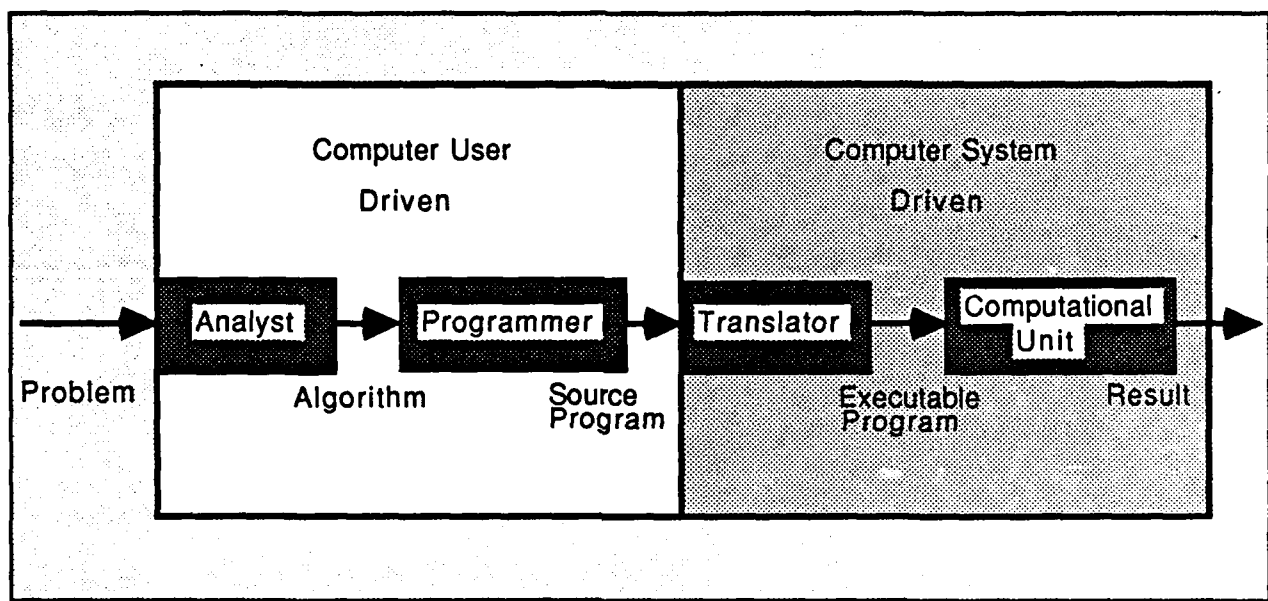 Computer User
Driven
Computer System
Driven
Analyst
Programmer
Translator
Computational
Unit
Problem
Algorithm
Source
Program
Executable
Program
Result